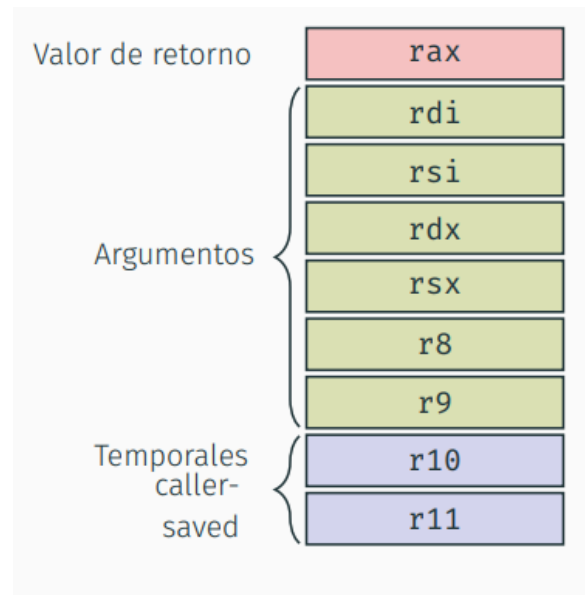 Valor de retorno
rax
Argumentos
rdi
rsi
rdx
rsx
r8
r9
Temporales
caller-
saved
r10
r11